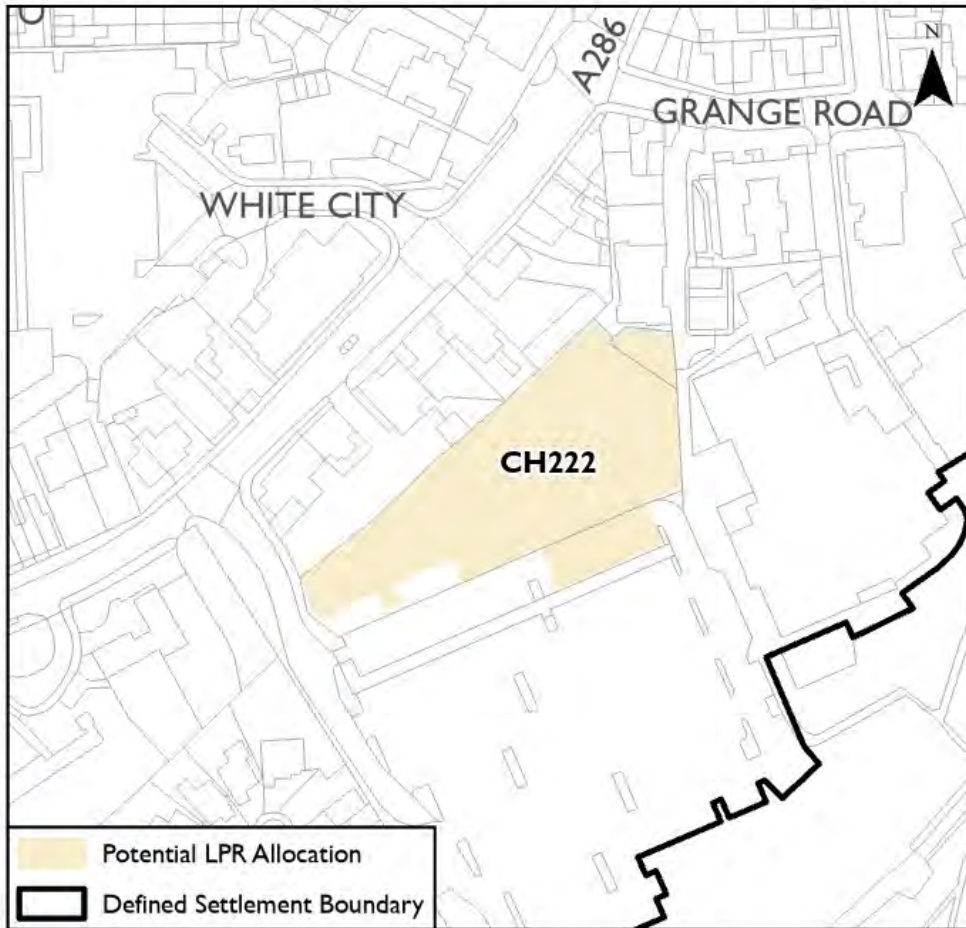 A286
N
GRANGE ROAD
WHITE CITY
CH222
Potential LPR Allocation
Defined Settlement Boundary